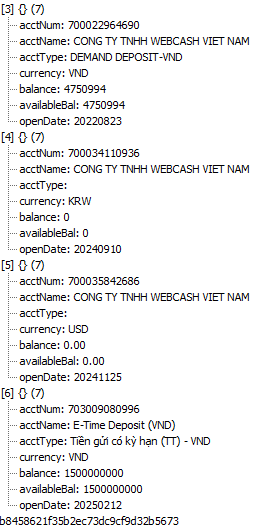 [3] {} (7)
acctNum: 700022964690
acctName: CONG TY TNHH WEBCASH VIET NAM
acctType: DEMAND DEPOSIT-VND
currency: VND
balance: 4750994
availableBal: 4750994
openDate: 20220823
[4] {} (7)
acctNum: 700034110936
acctName: CONG TY TNHH WEBCASH VIET NAM
acctType:
currency: KRW
balance: 0
availableBal: 0
openDate: 20240910
[5] {} (7)
acctNum: 700035842686
acctName: CONG TY TNHH WEBCASH VIET NAM
acctType:
currency: USD
balance: 0.00
availableBal: 0.00
openDate: 20241125
[6] {} (7)
acctNum: 703009080996
acctName: E-Time Deposit (VND)
acctType: Tiền gửi có kỳ hạn (TT) - VND
currency: VND
balance: 1500000000
availableBal: 1500000000
openDate: 20250212
b8458621f35b2ec73dc9cf9d32b5673